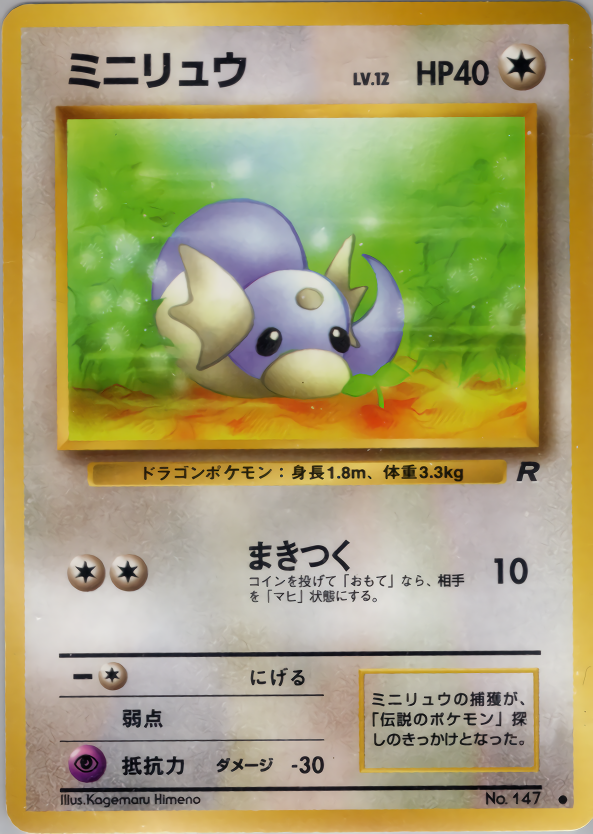 ミニリュウ LV.12 HP40
ドラゴンポケモン：身長1.8m、体重3.3kg R
まきつく 10
コインを投げて「おもて」なら、相手
を「マヒ」状態にする。
にげる
弱点
抵抗力 ダメージ -30
ミニリュウの捕獲が、
「伝説のポケモン」探
しのきっかけとなった。
Illus.Kagemaru Himeno No. 147